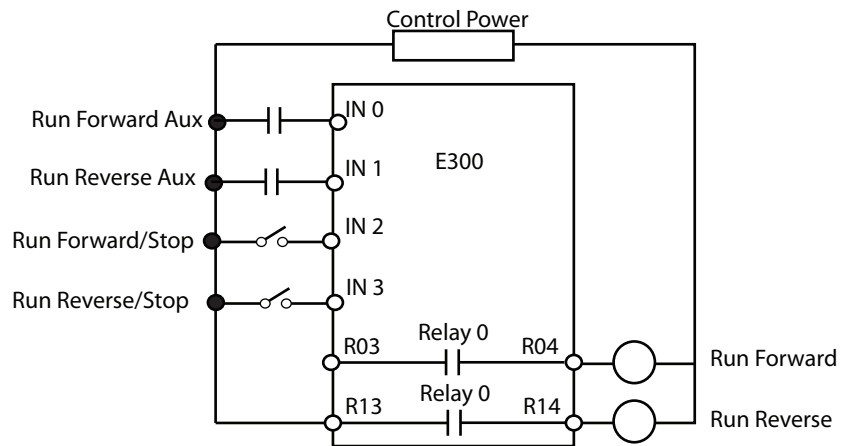 Control Power
Run Forward Aux
IN 0
E300
Run Reverse Aux
IN 1
Run Forward/Stop
IN 2
Run Reverse/Stop
IN 3
R03
Relay 0
R04
Run Forward
R13
Relay 0
R14
Run Reverse